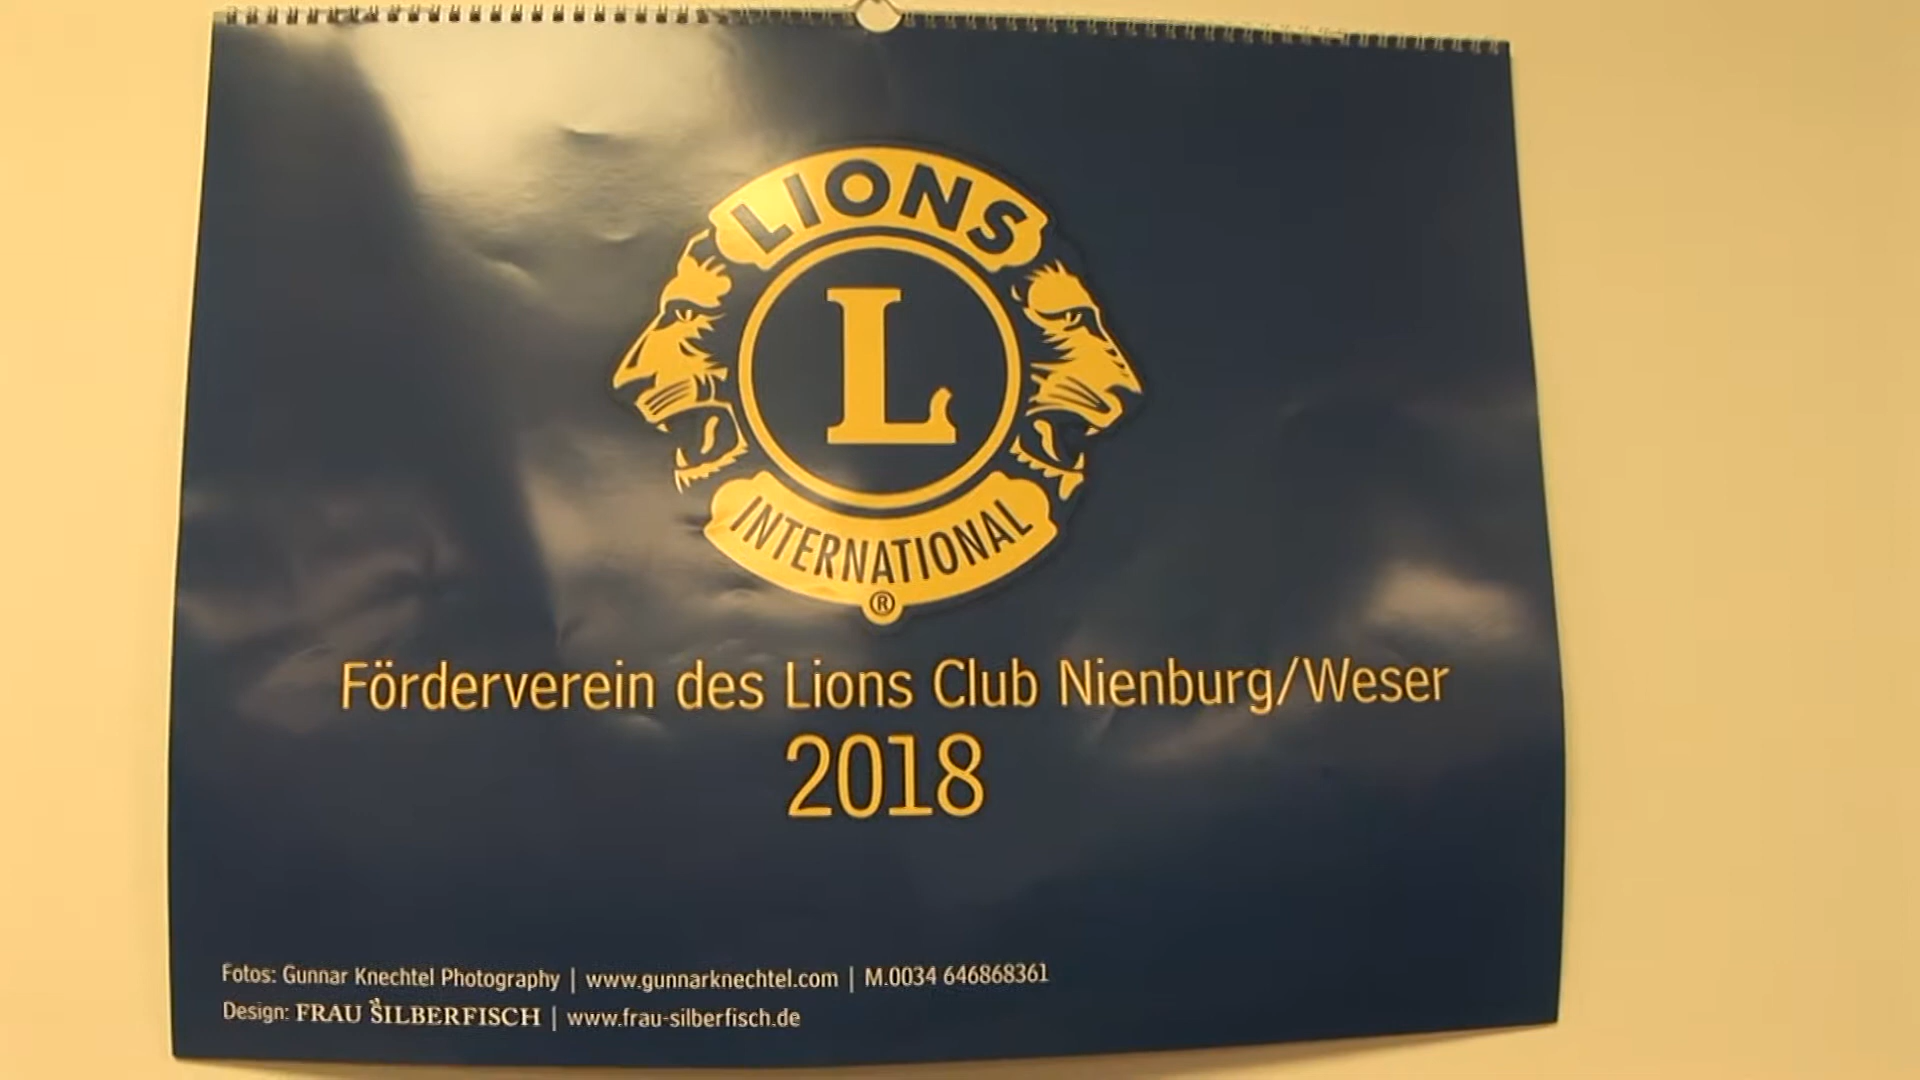 LIONS
L
INTERNATIONAL
®
Förderverein des Lions Club Nienburg/Weser
2018
Fotos: Gunnar Knechtel Photography | www.gunnarknechtel.com | M.0034 646868361
Design: FRAU SILBERFISCH | www.frau-silberfisch.de